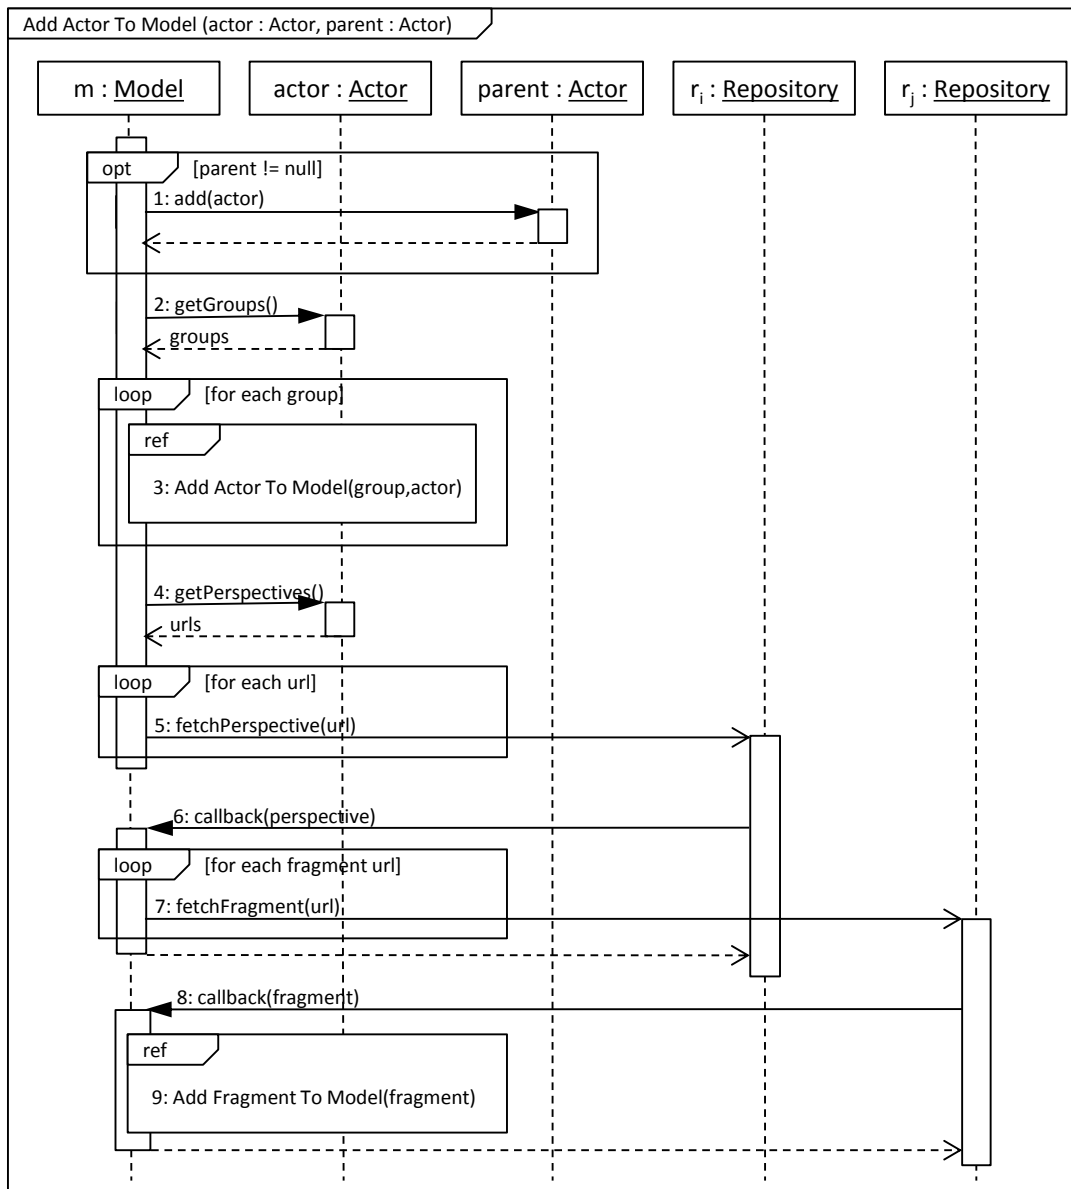 Add Actor To Model (actor : Actor, parent : Actor)
m : Model
actor : Actor
parent : Actor
ri : Repository
rj : Repository
opt
[parent != null]
1: add(actor)
2: getGroups()
groups
loop
[for each group]
ref
3: Add Actor To Model(group,actor)
4: getPerspectives()
urls
loop
[for each url]
5: fetchPerspective(url)
6: callback(perspective)
loop
[for each fragment url]
7: fetchFragment(url)
8: callback(fragment)
ref
9: Add Fragment To Model(fragment)